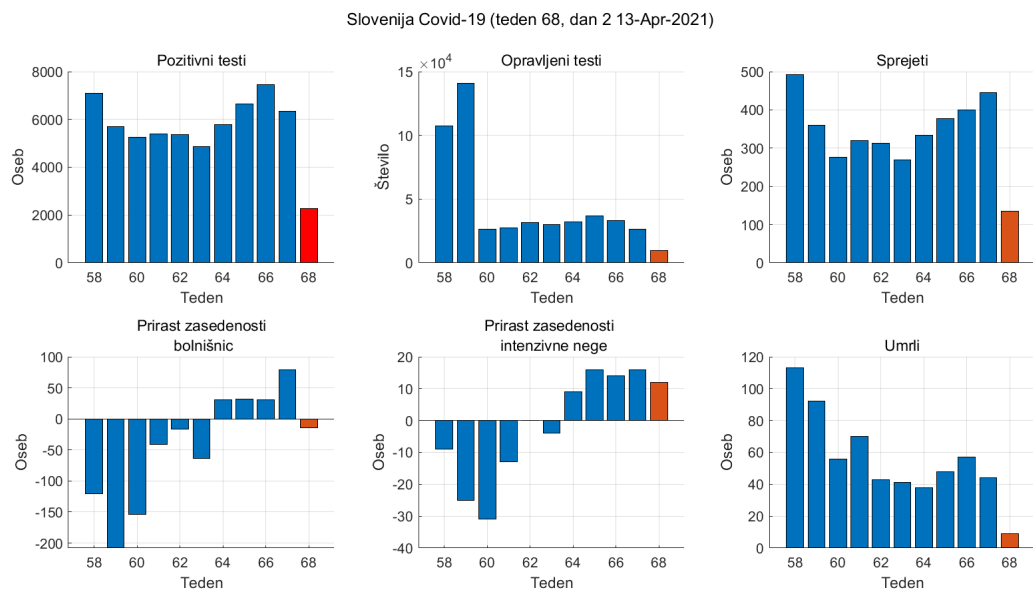 Slovenija Covid-19 (teden 68, dan 2 13-Apr-2021)
Pozitivni testi
8000
6000
4000
2000
0
Oseb
58 60 62 64 66 68
Teden
Opravljeni testi
×10⁴
15
10
5
0
Število
58 60 62 64 66 68
Teden
Sprejeti
500
400
300
200
100
0
Oseb
58 60 62 64 66 68
Teden
Prirast zasedenosti
bolnišnic
100
50
0
-50
-100
-150
-200
Oseb
58 60 62 64 66 68
Teden
Prirast zasedenosti
intenzivne nege
20
10
0
-10
-20
-30
-40
Oseb
58 60 62 64 66 68
Teden
Umrli
120
100
80
60
40
20
0
Oseb
58 60 62 64 66 68
Teden